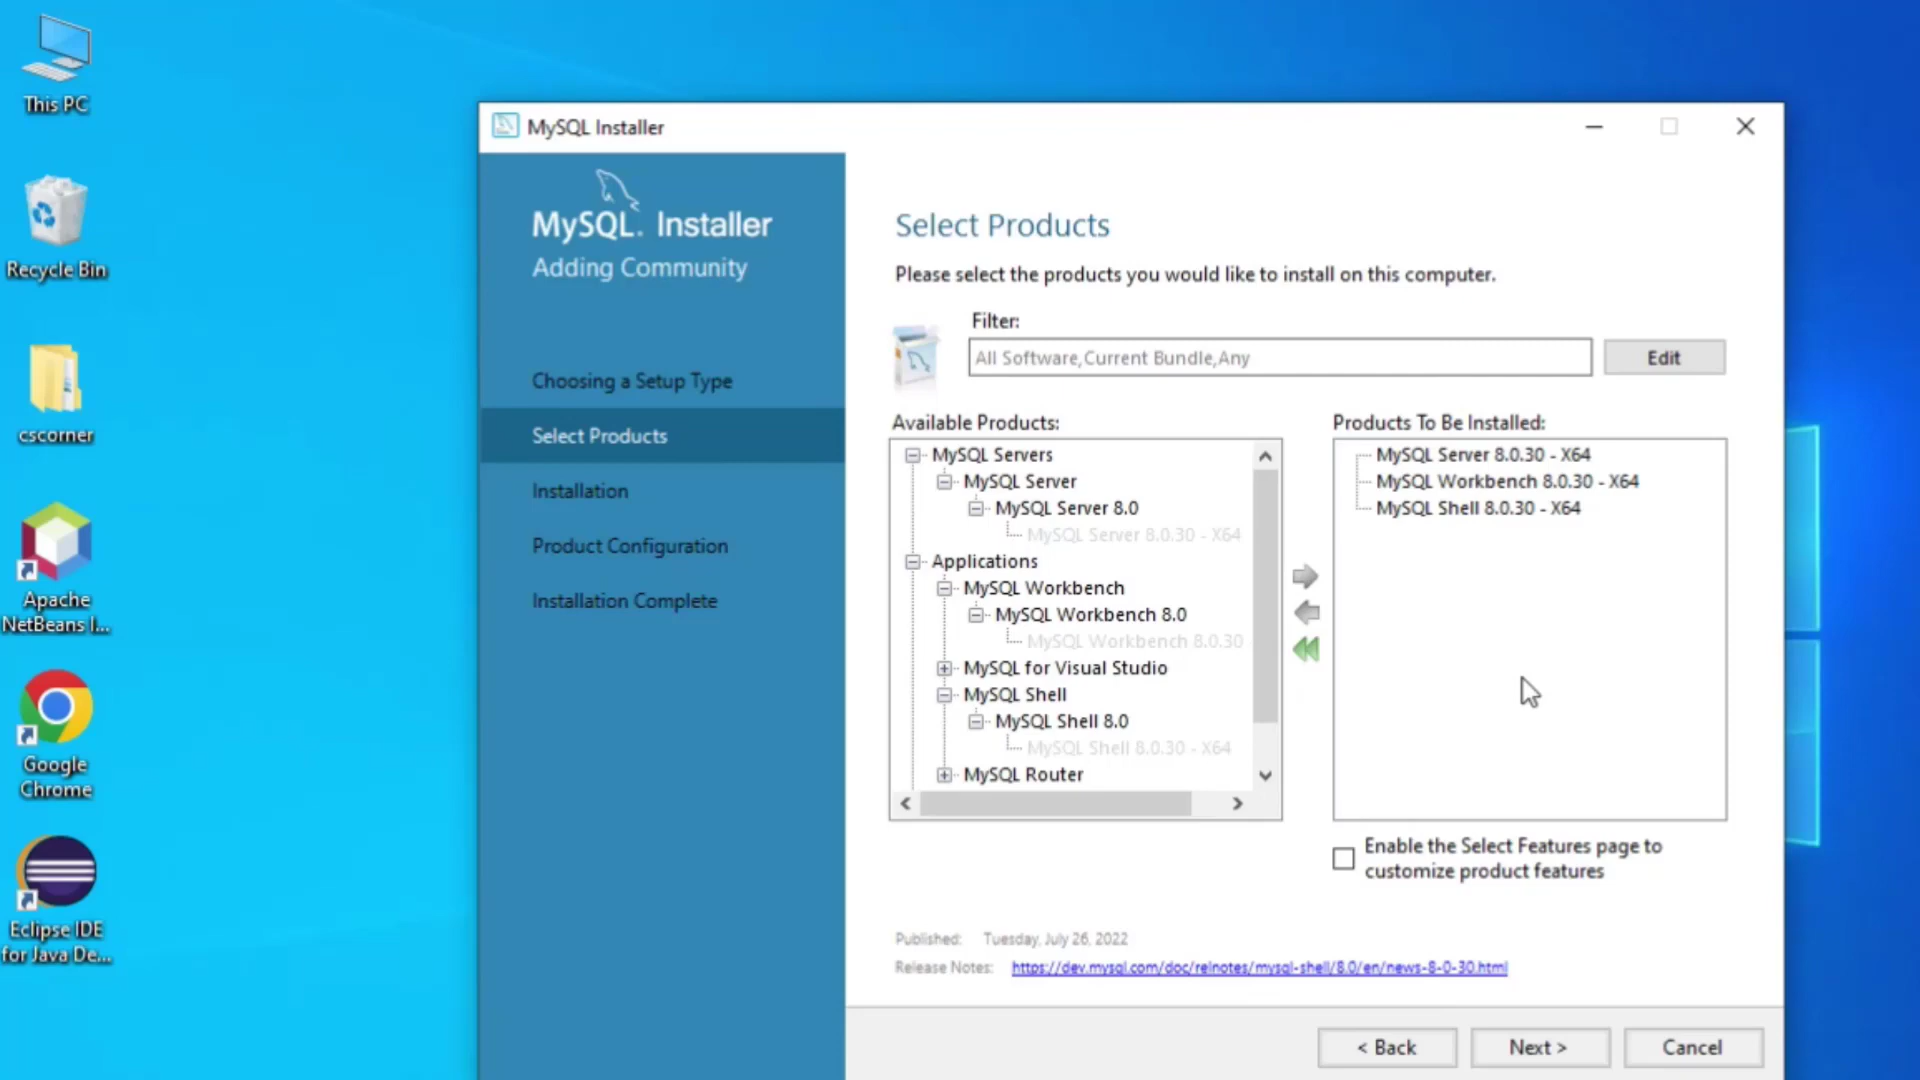 This PC
Recycle Bin
cscorner
Apache
NetBeans I...
Google
Chrome
Eclipse IDE
for Java De...
MySQL Installer
MySQL. Installer
Adding Community
Choosing a Setup Type
Select Products
Installation
Product Configuration
Installation Complete
Select Products
Please select the products you would like to install on this computer.
Filter:
All Software,Current Bundle,Any
Edit
Available Products:
MySQL Servers
MySQL Server
MySQL Server 8.0
MySQL Server 8.0.30 - X64
Applications
MySQL Workbench
MySQL Workbench 8.0
MySQL Workbench 8.0.30
MySQL for Visual Studio
MySQL Shell
MySQL Shell 8.0
MySQL Shell 8.0.30 - X64
MySQL Router
Products To Be Installed:
MySQL Server 8.0.30 - X64
MySQL Workbench 8.0.30 - X64
MySQL Shell 8.0.30 - X64
Enable the Select Features page to
customize product features
Published: Tuesday, July 26, 2022
Release Notes: https://dev.mysql.com/doc/relnotes/mysql-shell/8.0/en/news-8-0-30.html
< Back
Next >
Cancel